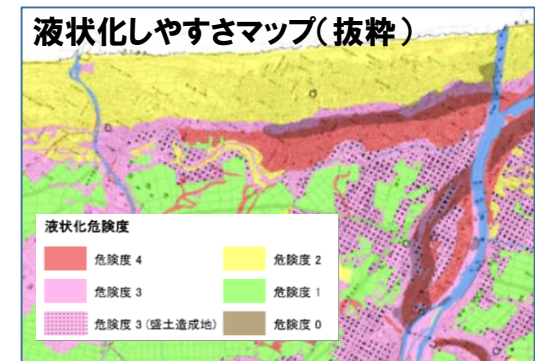 液状化しやすさマップ(抜粋)
液状化危険度
危険度 4
危険度 2
危険度 3
危険度 1
危険度 3 (盛土造成地)
危険度 0